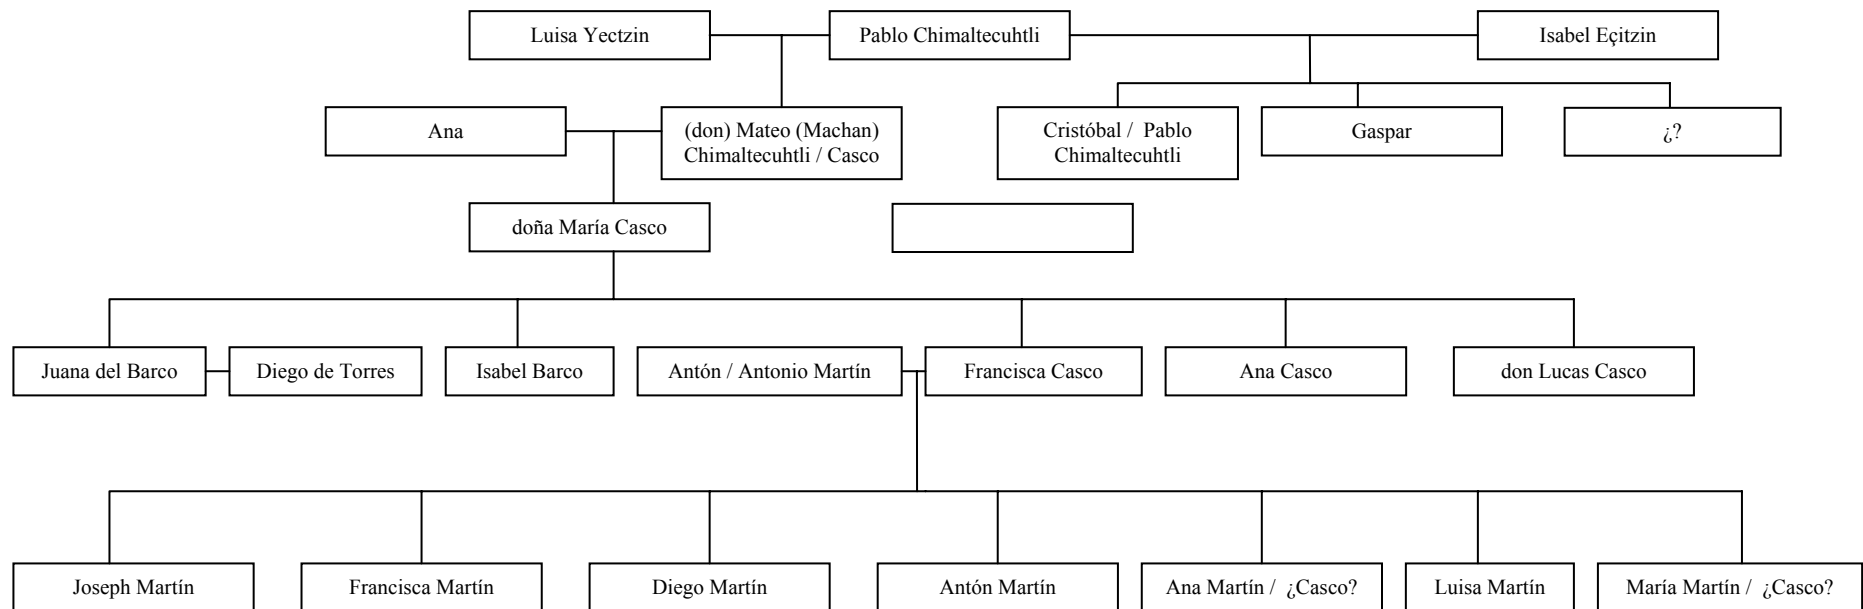 Luisa Yectzin
Pablo Chimaltecuhtli
Isabel Eçitzin
Ana
(don) Mateo (Machan)
Chimaltecuhtli / Casco
Cristóbal / Pablo
Chimaltecuhtli
Gaspar
¿?
doña María Casco
Juana del Barco
Diego de Torres
Isabel Barco
Antón / Antonio Martín
Francisca Casco
Ana Casco
don Lucas Casco
Joseph Martín
Francisca Martín
Diego Martín
Antón Martín
Ana Martín / ¿Casco?
Luisa Martín
María Martín / ¿Casco?